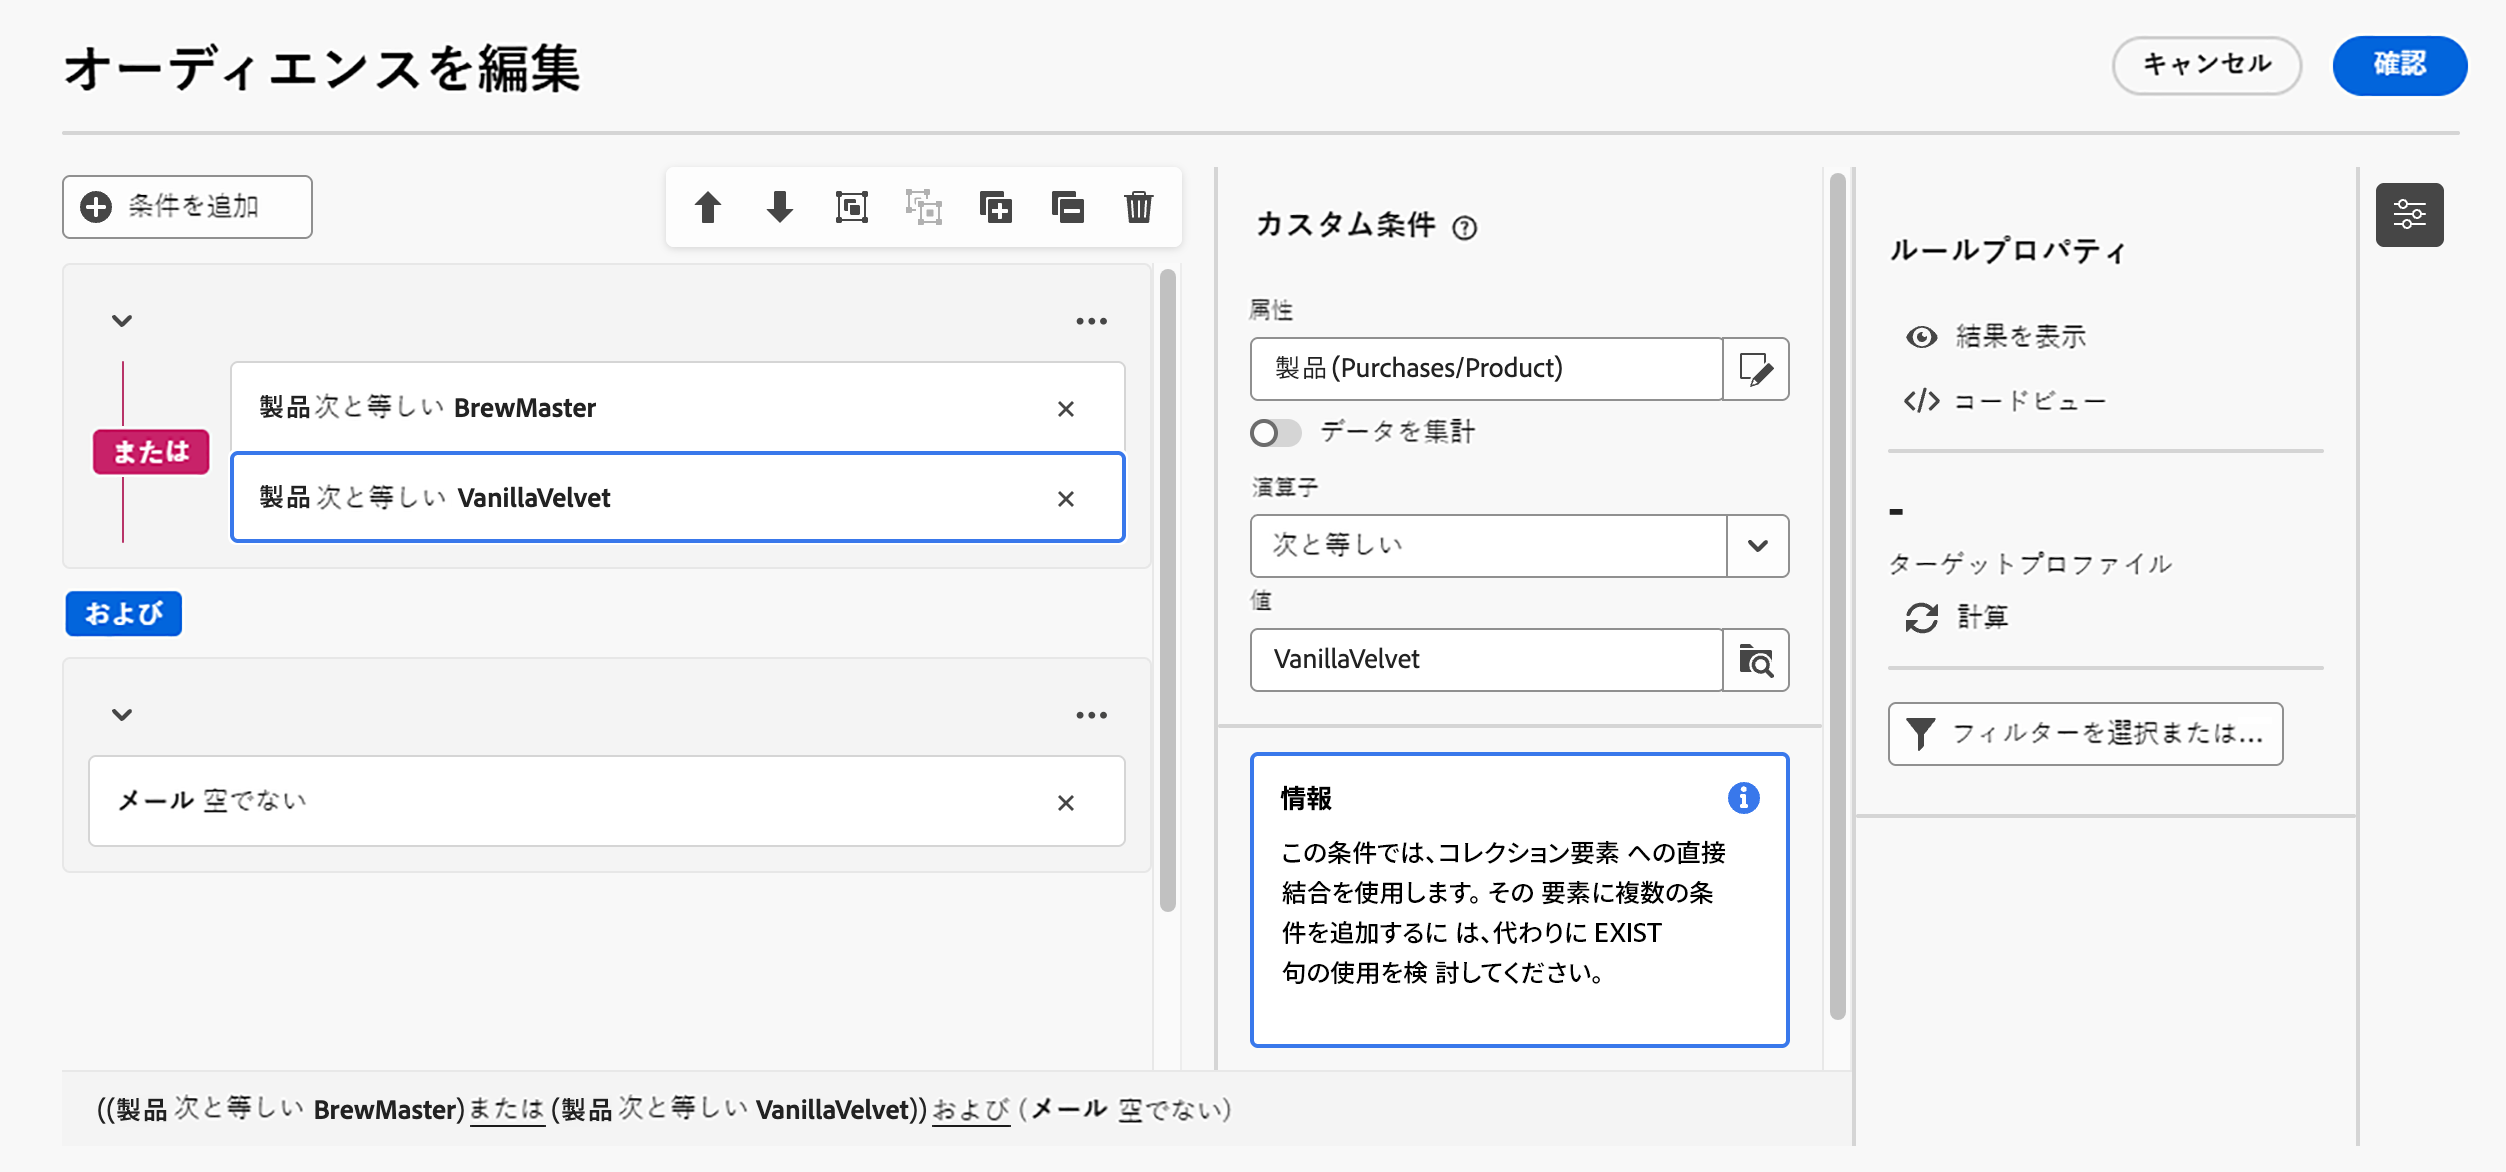 オーディエンスを編集
キャンセル
確認
条件を追加
製品 次と等しい BrewMaster
または
製品 次と等しい VanillaVelvet
および
メール 空でない
カスタム条件
属性
製品 (Purchases/Product)
データを集計
演算子
次と等しい
値
VanillaVelvet
情報
この条件では、コレクション要素 への直接
結合を使用します。その 要素に複数の条
件を追加するに は、代わりに EXIST
句の使用を検 討してください。
ルールプロパティ
結果を表示
コードビュー
-
ターゲットプロファイル
計算
フィルターを選択または...
((製品 次と等しい BrewMaster) または (製品 次と等しい VanillaVelvet)) および (メール 空でない)